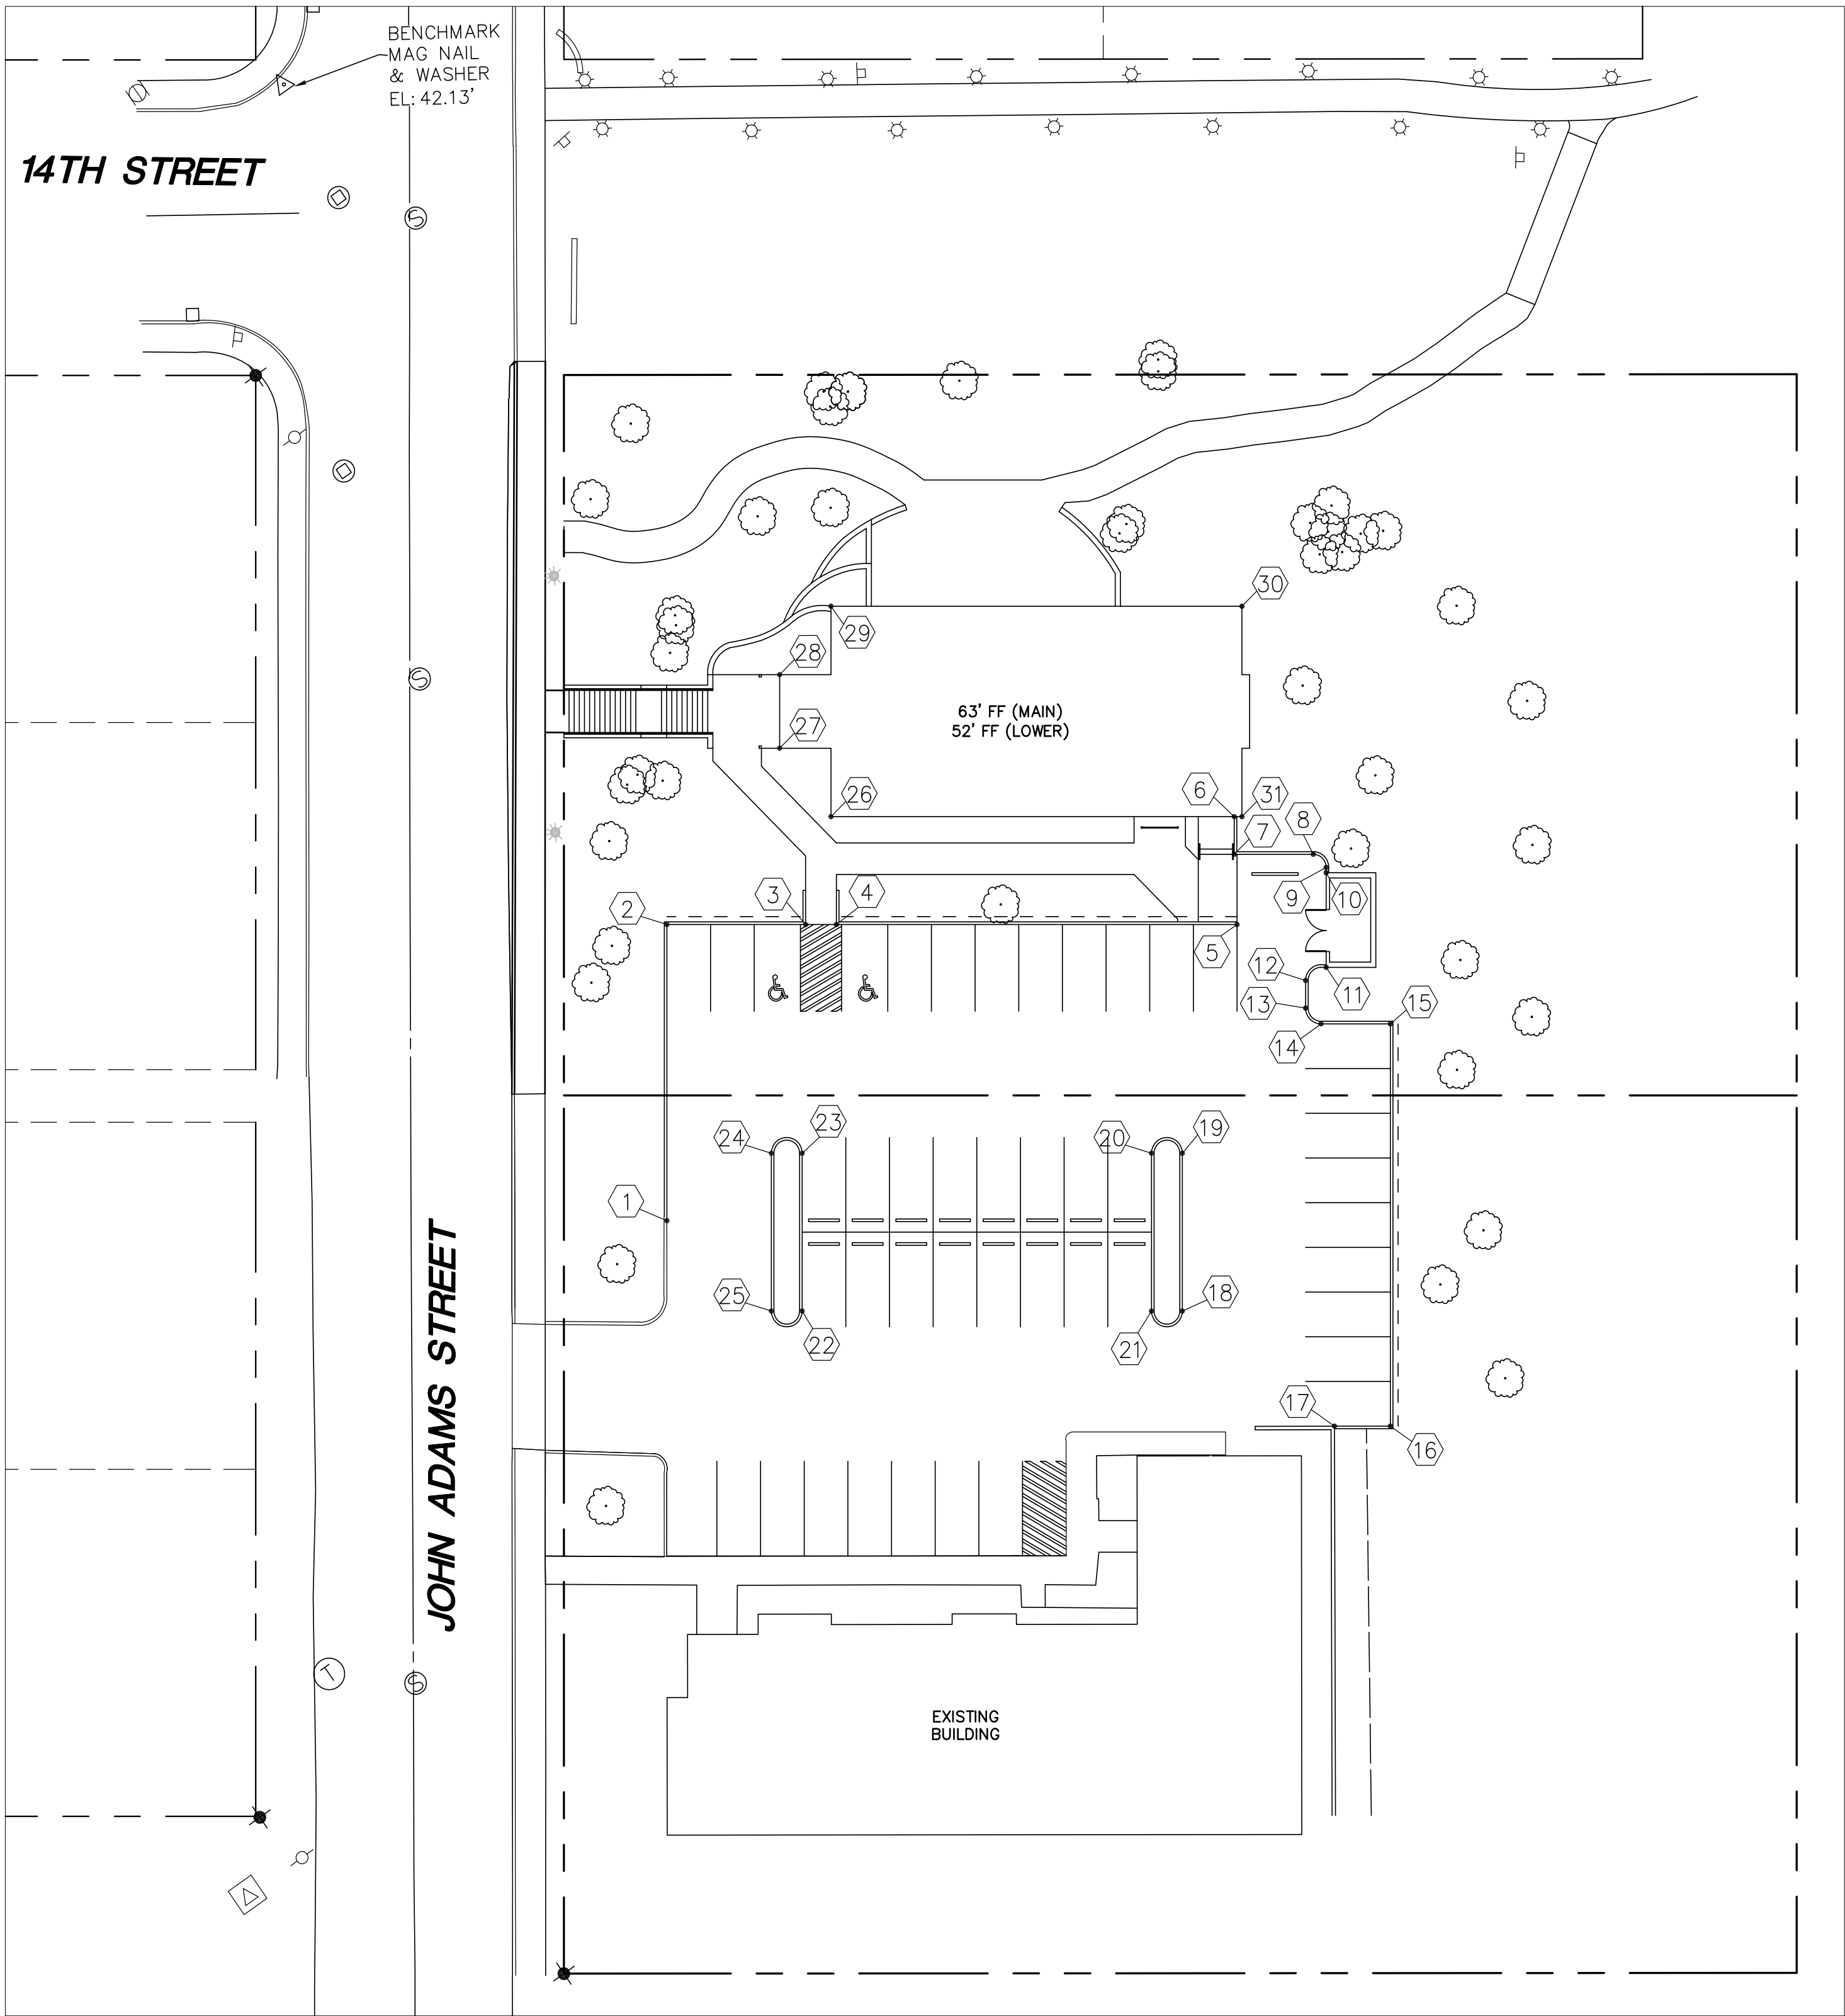 BENCHMARK
MAG NAIL
& WASHER
EL: 42.13'
14TH STREET
S
S
30
29
28
63' FF (MAIN)
52' FF (LOWER)
27
26
6
31
8
7
2
3
4
9
10
5
12
11
13
15
14
24
23
20
19
1
25
22
21
18
17
16
JOHN ADAMS STREET
T
S
EXISTING
BUILDING